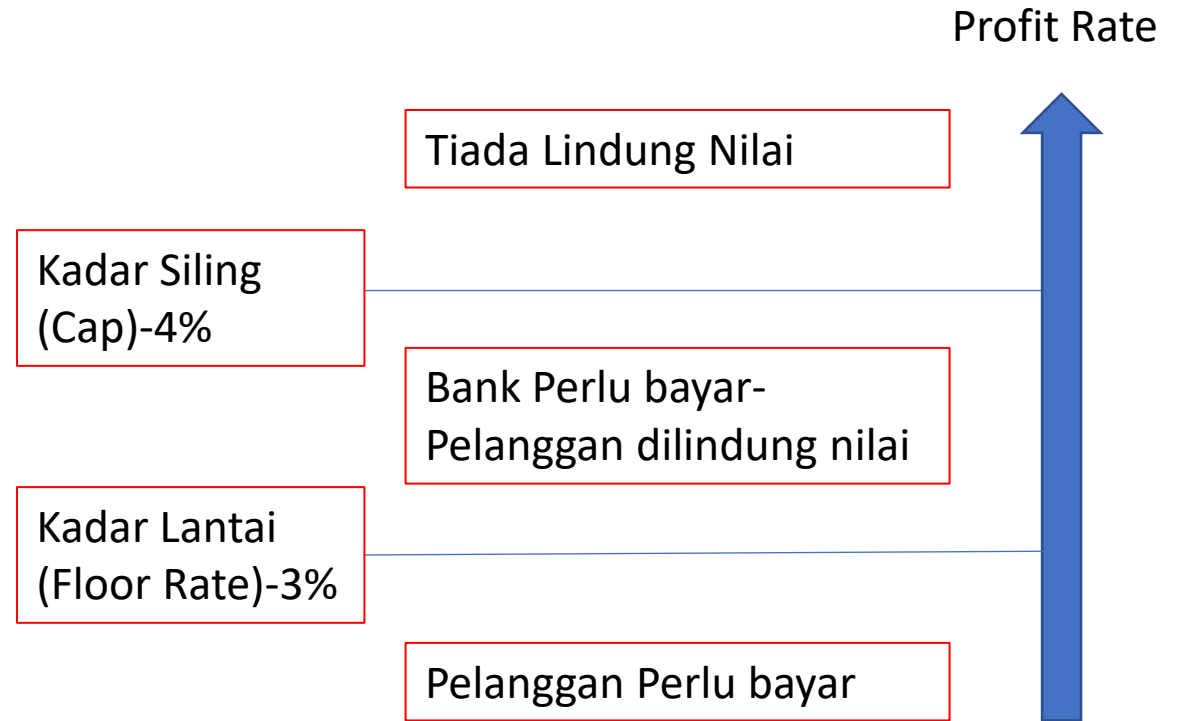 Profit Rate
Tiada Lindung Nilai
Kadar Siling
(Cap)-4%
Bank Perlu bayar-
Pelanggan dilindung nilai
Kadar Lantai
(Floor Rate)-3%
Pelanggan Perlu bayar